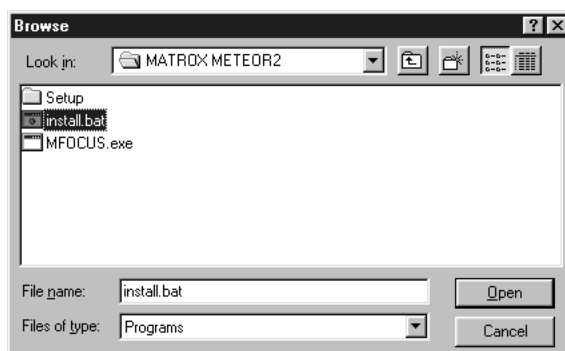 Browse
Look in: MATROX METEOR2
Setup
install.bat
MFOCUS.exe
File name: install.bat Open
Files of type: Programs Cancel